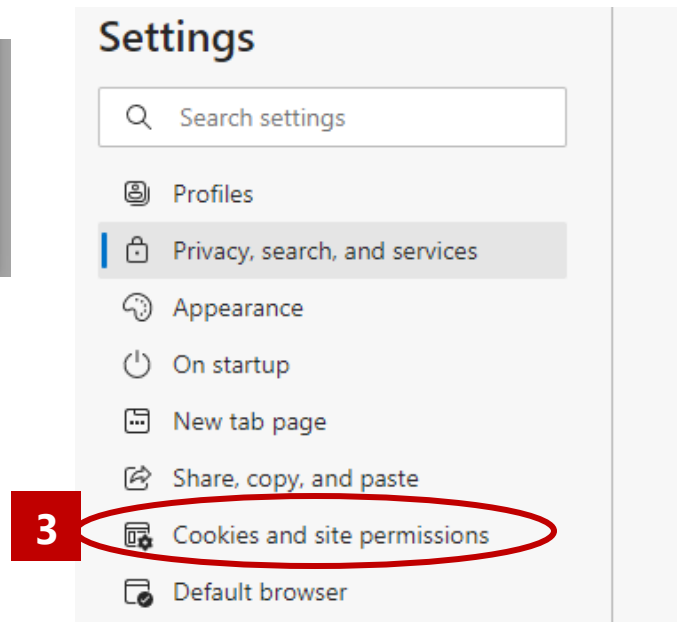 Settings
Search settings
Profiles
Privacy, search, and services
Appearance
On startup
New tab page
Share, copy, and paste
3 Cookies and site permissions
Default browser